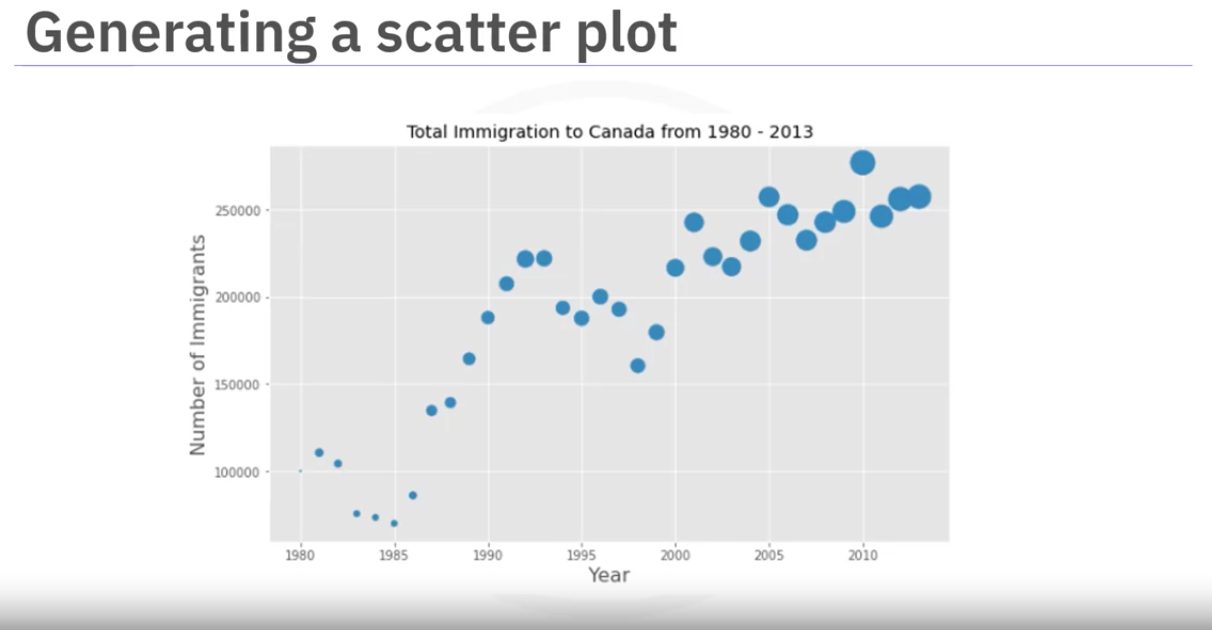 Generating a scatter plot
Total Immigration to Canada from 1980 - 2013
Number of Immigrants
250000
200000
150000
100000
1980 1985 1990 1995 2000 2005 2010
Year